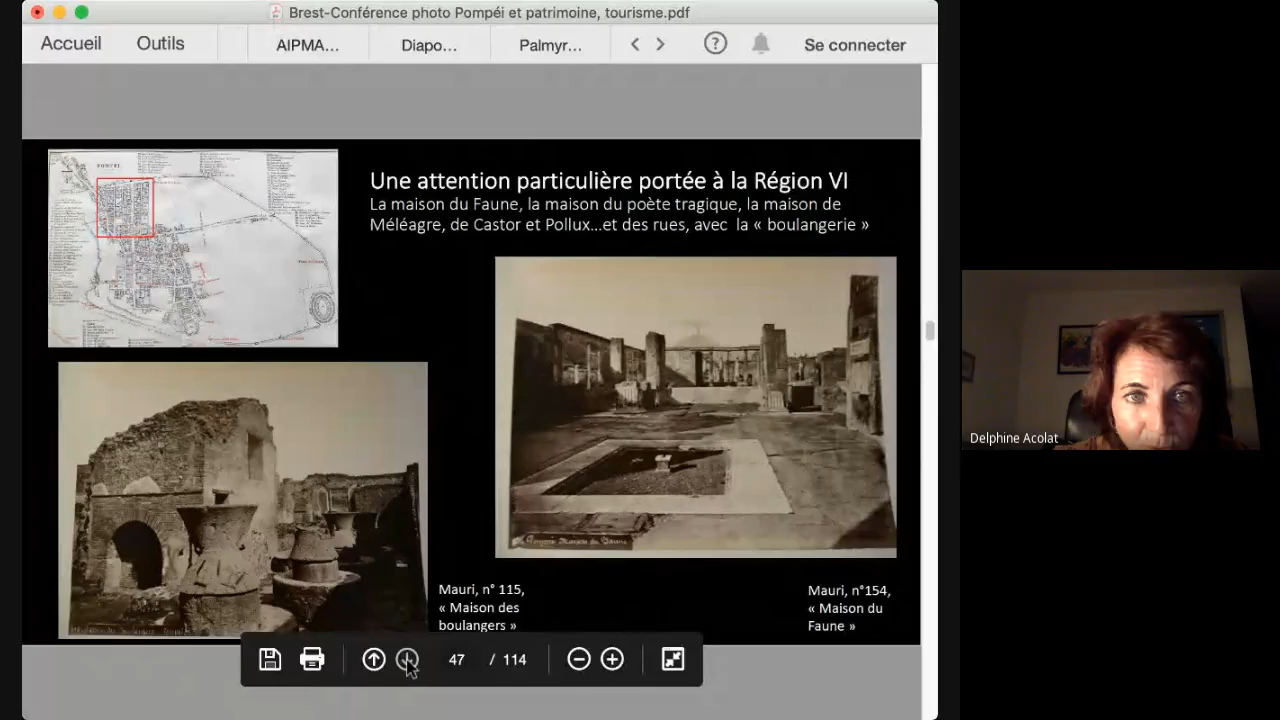 Brest-Conférence photo Pompéi et patrimoine, tourisme.pdf
Accueil
Outils
AIPMA...
Diapo...
Palmyr...
Se connecter
Une attention particulière portée à la Région VI
La maison du Faune, la maison du poète tragique, la maison de
Méléagre, de Castor et Pollux...et des rues, avec la « boulangerie »
Mauri, n° 115,
« Maison des
boulangers »
Mauri, n°154,
« Maison du
Faune »
47 / 114
Delphine Acolat